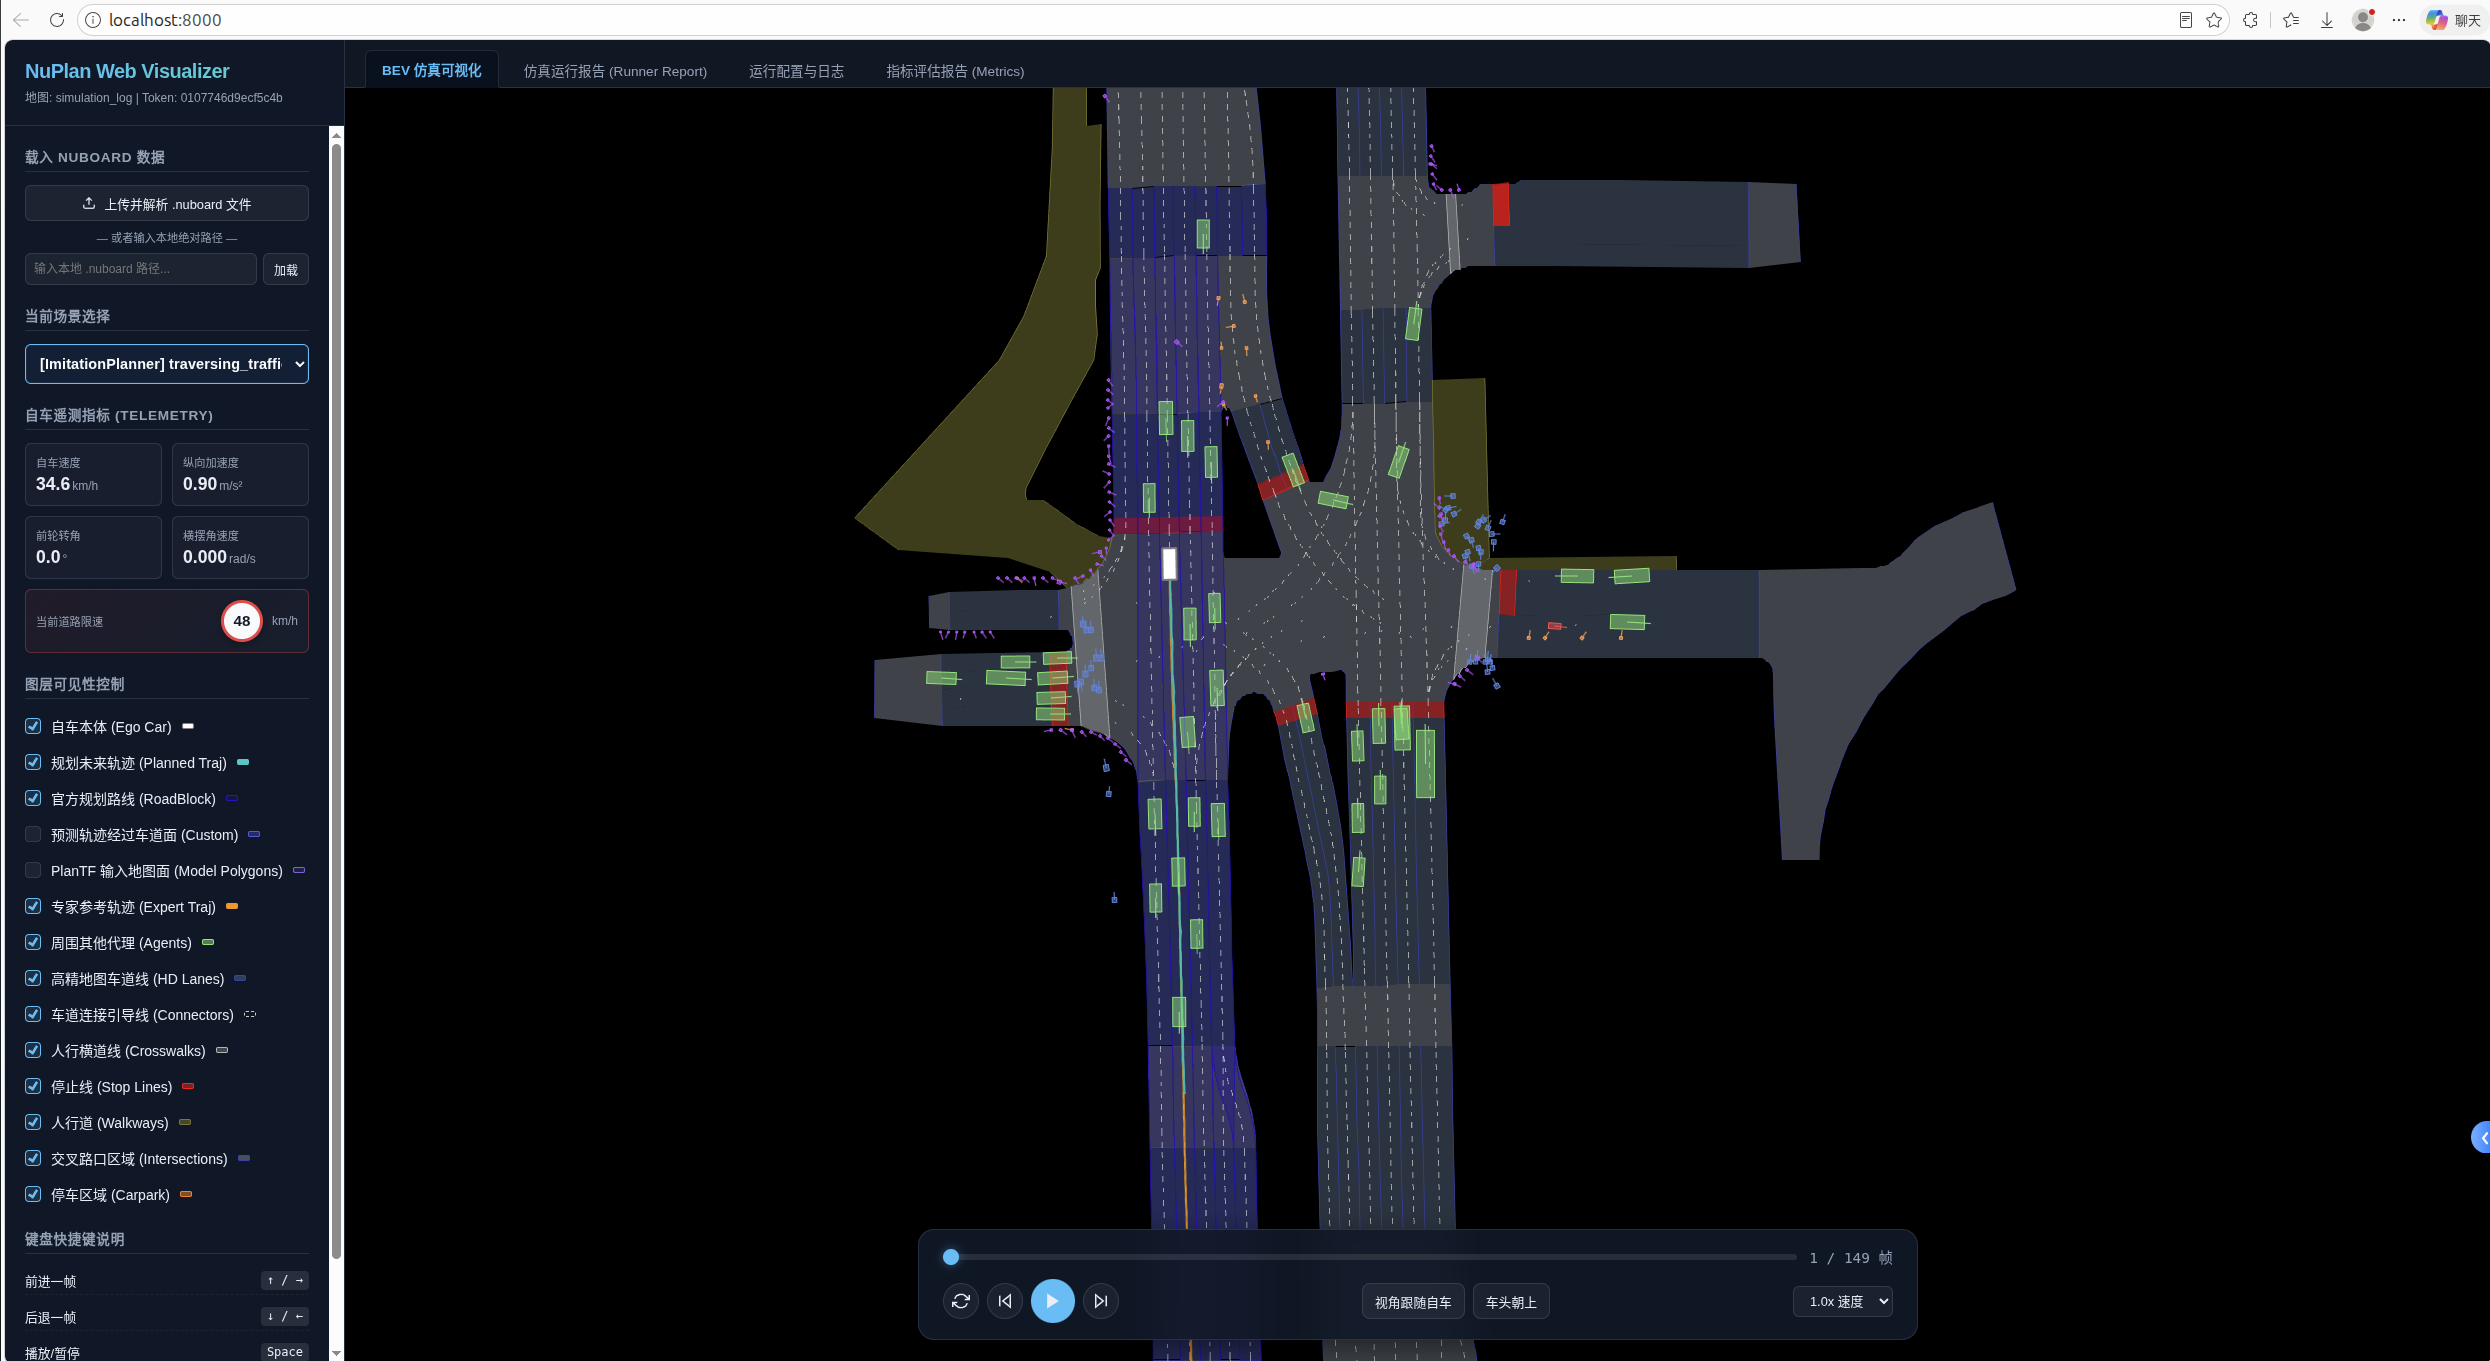 localhost:8000
聊天
NuPlan Web Visualizer
地图: simulation_log | Token: 0107746d9ecf5c4b
BEV 仿真可视化
仿真运行报告 (Runner Report)
运行配置与日志
指标评估报告 (Metrics)
载入 NUBOARD 数据
上传并解析 .nuboard 文件
— 或者输入本地绝对路径 —
输入本地 .nuboard 路径...
加载
当前场景选择
[ImitationPlanner] traversing_traffi
自车遥测指标 (TELEMETRY)
自车速度
34.6 km/h
纵向加速度
0.90 m/s²
前轮转角
0.0 °
横摆角速度
0.000 rad/s
当前道路限速
48 km/h
图层可见性控制
自车本体 (Ego Car)
规划未来轨迹 (Planned Traj)
官方规划路线 (RoadBlock)
预测轨迹经过车道面 (Custom)
PlanTF 输入地图面 (Model Polygons)
专家参考轨迹 (Expert Traj)
周围其他代理 (Agents)
高精地图车道线 (HD Lanes)
车道连接引导线 (Connectors)
人行横道线 (Crosswalks)
停止线 (Stop Lines)
人行道 (Walkways)
交叉路口区域 (Intersections)
停车区域 (Carpark)
键盘快捷键说明
前进一帧 ↑ / →
后退一帧 ↓ / ←
播放/暂停 Space
1 / 149 帧
视角跟随自车
车头朝上
1.0x 速度